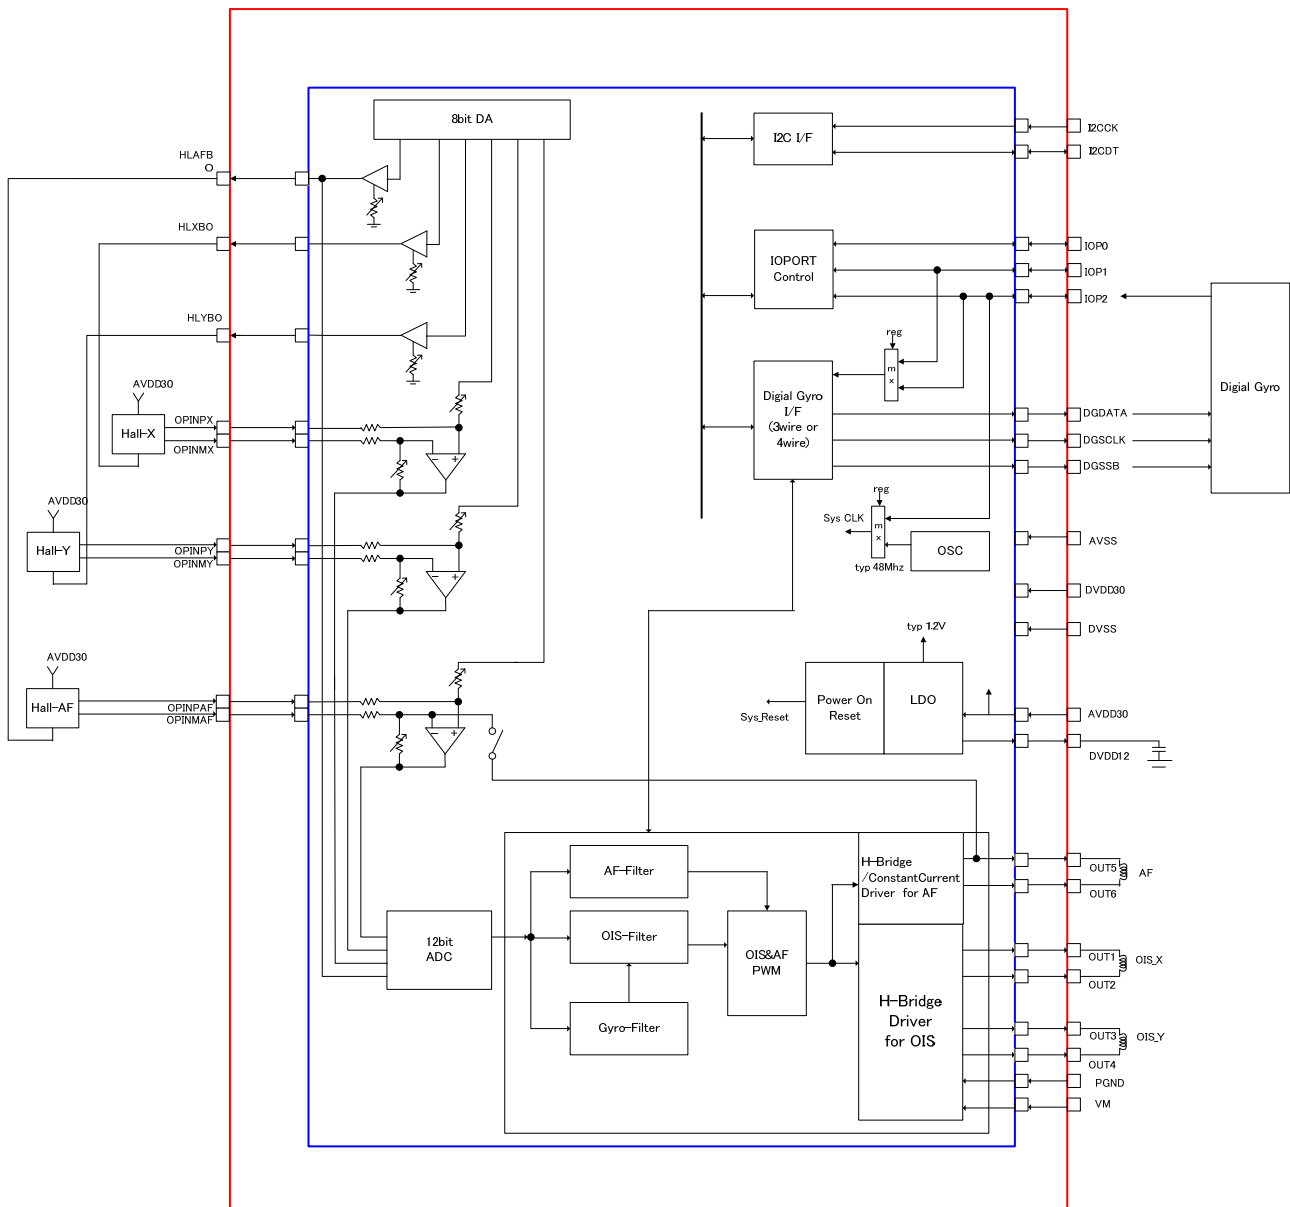 8bit DA
HLAFB
O
HLXBO
HLYBO
AVDD30
Hall-X
OPINPX
OPINMX
AVDD30
Hall-Y
OPINPY
OPINMY
AVDD30
Hall-AF
OPINPAF
OPINMAF
- +
- +
- +
I2C I/F
I2CCK
I2CDT
IOPORT
Control
IOP0
IOP1
IOP2
reg
m
x
Digial Gyro
I/F
(3wire or
4wire)
DGDATA
DGSCLK
DGSSB
Digial Gyro
reg
Sys CLK
m
x
OSC
typ 48Mhz
AVSS
DVDD30
DVSS
typ 1.2V
Power On
Reset
LDO
Sys_Reset
AVDD30
DVDD12
12bit
ADC
AF-Filter
OIS-Filter
Gyro-Filter
OIS&AF
PWM
H-Bridge
/ConstantCurrent
Driver for AF
H-Bridge
Driver
for OIS
OUT5
AF
OUT6
OUT1
OIS_X
OUT2
OUT3
OIS_Y
OUT4
PGND
VM